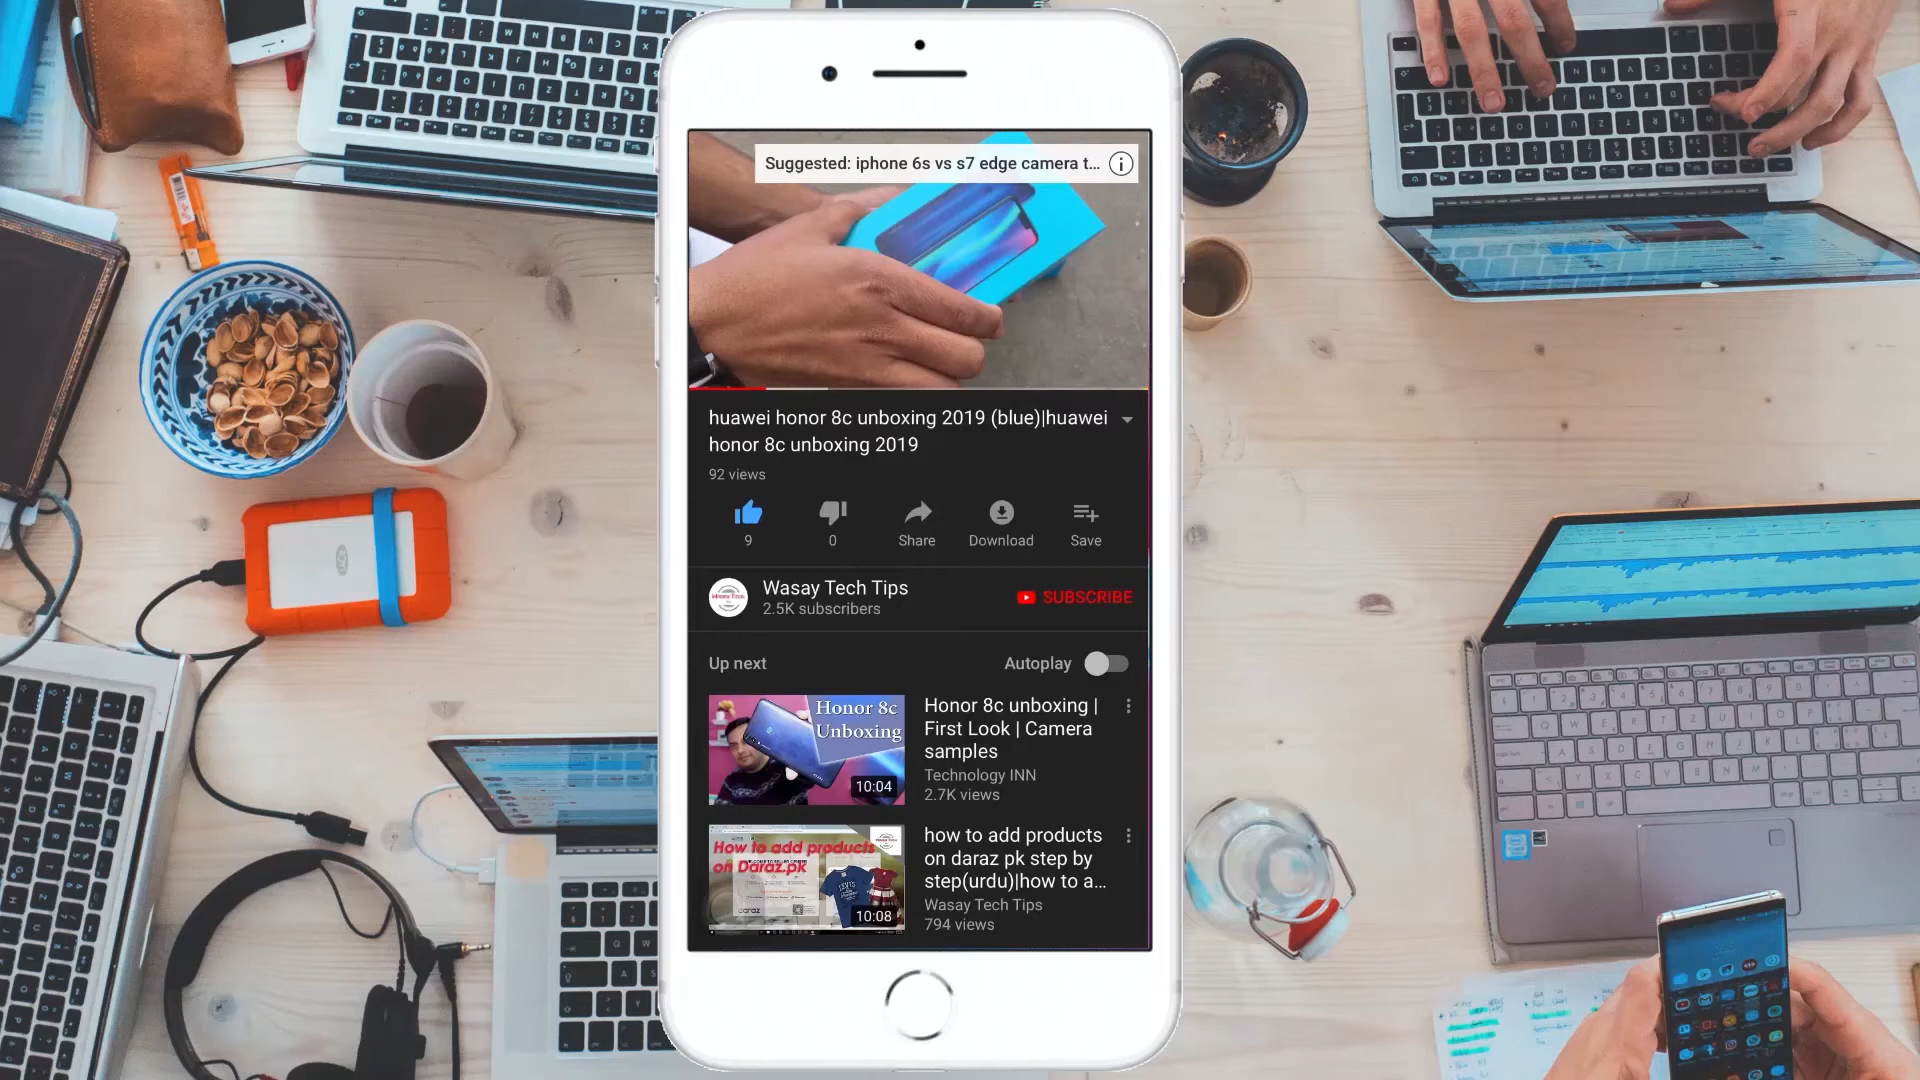 Suggested: iphone 6s vs s7 edge camera t...
huawei honor 8c unboxing 2019 (blue)|huawei
honor 8c unboxing 2019
92 views
9
0
Share
Download
Save
Wasay Tech Tips
2.5K subscribers
SUBSCRIBE
Up next
Autoplay
Honor 8c
Unboxing
10:04
Honor 8c unboxing |
First Look | Camera
samples
Technology INN
2.7K views
How to add products
on Daraz.pk
10:08
how to add products
on daraz pk step by
step(urdu)|how to a...
Wasay Tech Tips
794 views